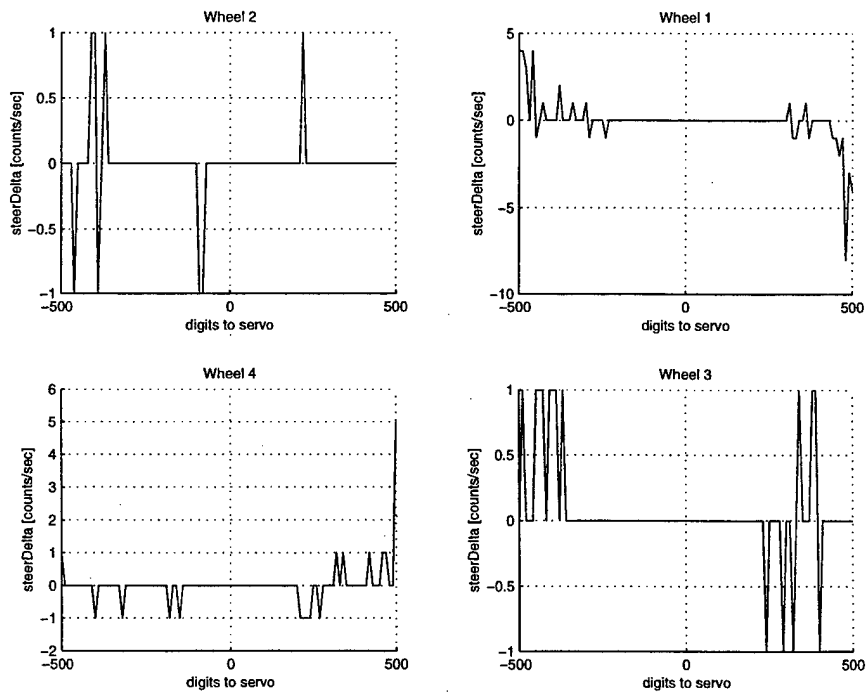 Wheel 2
1
0.5
0
−0.5
−1
−500
0
500
steerDelta [counts/sec]
digits to servo
Wheel 1
5
0
−5
−10
−500
0
500
steerDelta [counts/sec]
digits to servo
Wheel 4
6
5
4
3
2
1
0
−1
−2
−500
0
500
steerDelta [counts/sec]
digits to servo
Wheel 3
1
0.5
0
−0.5
−1
−500
0
500
steerDelta [counts/sec]
digits to servo